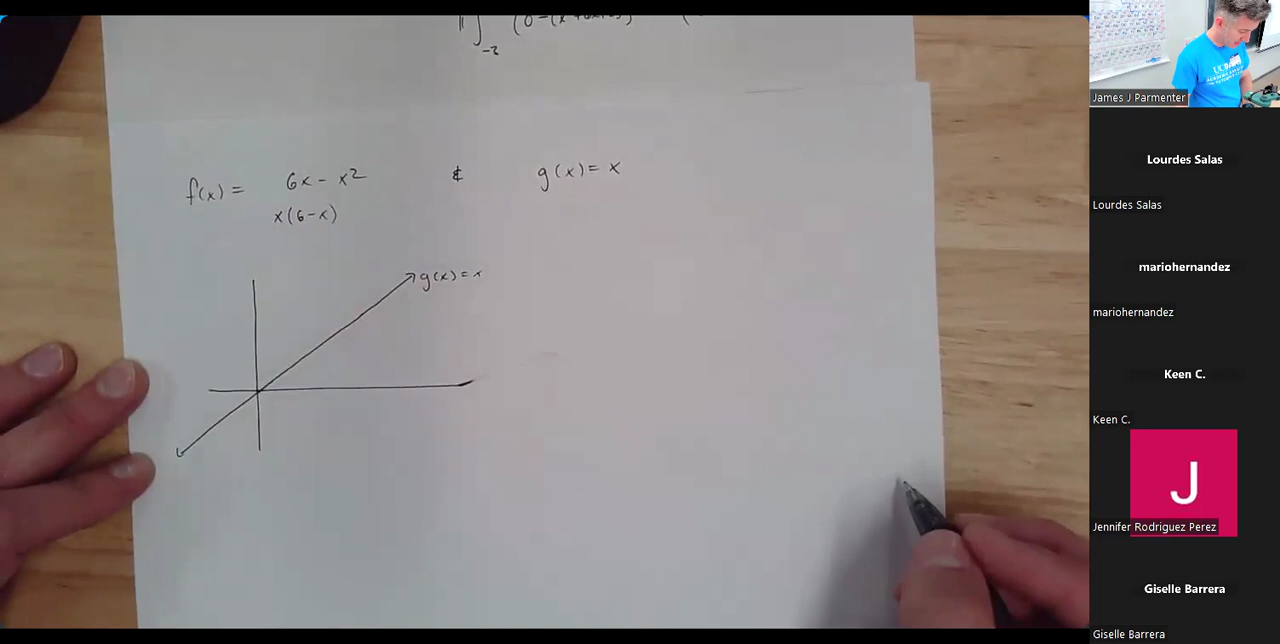 -2
f(x) = 6x - x² & g(x) = x
x(6-x)
g(x) = x
James J Parmenter
Lourdes Salas
Lourdes Salas
mariohernandez
mariohernandez
Keen C.
Keen C.
J
Jennifer Rodriguez Perez
Giselle Barrera
Giselle Barrera